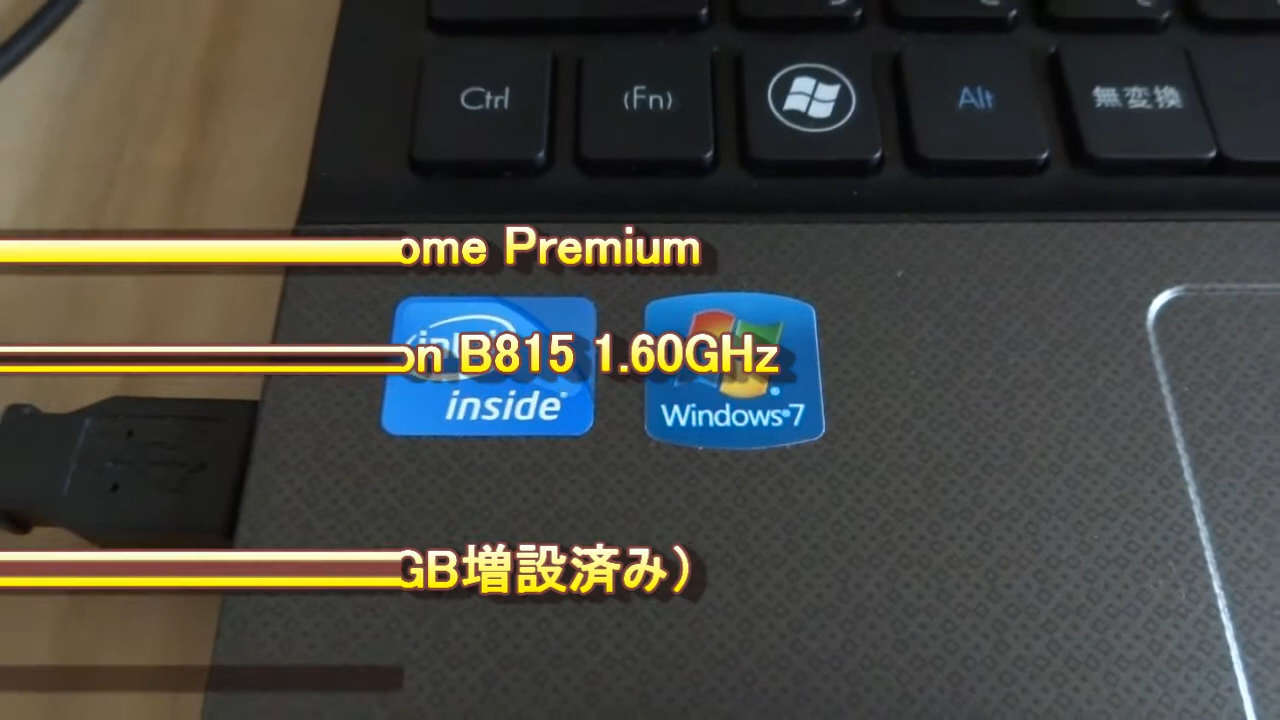 Ctrl (Fn) Alt 無変換
ome Premium
on B815 1.60GHz
inside
Windows 7
GB増設済み)